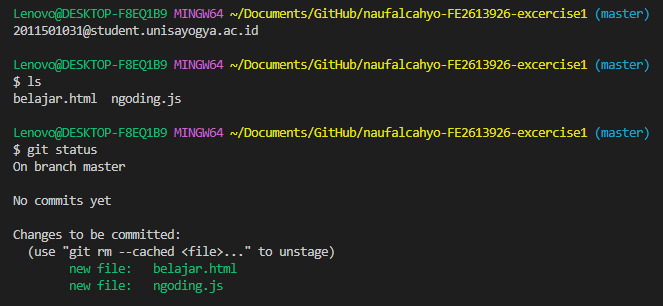 Lenovo@DESKTOP-F8EQ1B9 MINGW64 ~/Documents/GitHub/naufalcahyo-FE2613926-excercise1 (master)
2011501031@student.unisayogya.ac.id
Lenovo@DESKTOP-F8EQ1B9 MINGW64 ~/Documents/GitHub/naufalcahyo-FE2613926-excercise1 (master)
$ ls
belajar.html  ngoding.js
Lenovo@DESKTOP-F8EQ1B9 MINGW64 ~/Documents/GitHub/naufalcahyo-FE2613926-excercise1 (master)
$ git status
On branch master
No commits yet
Changes to be committed:
  (use "git rm --cached <file>..." to unstage)
        new file:   belajar.html
        new file:   ngoding.js